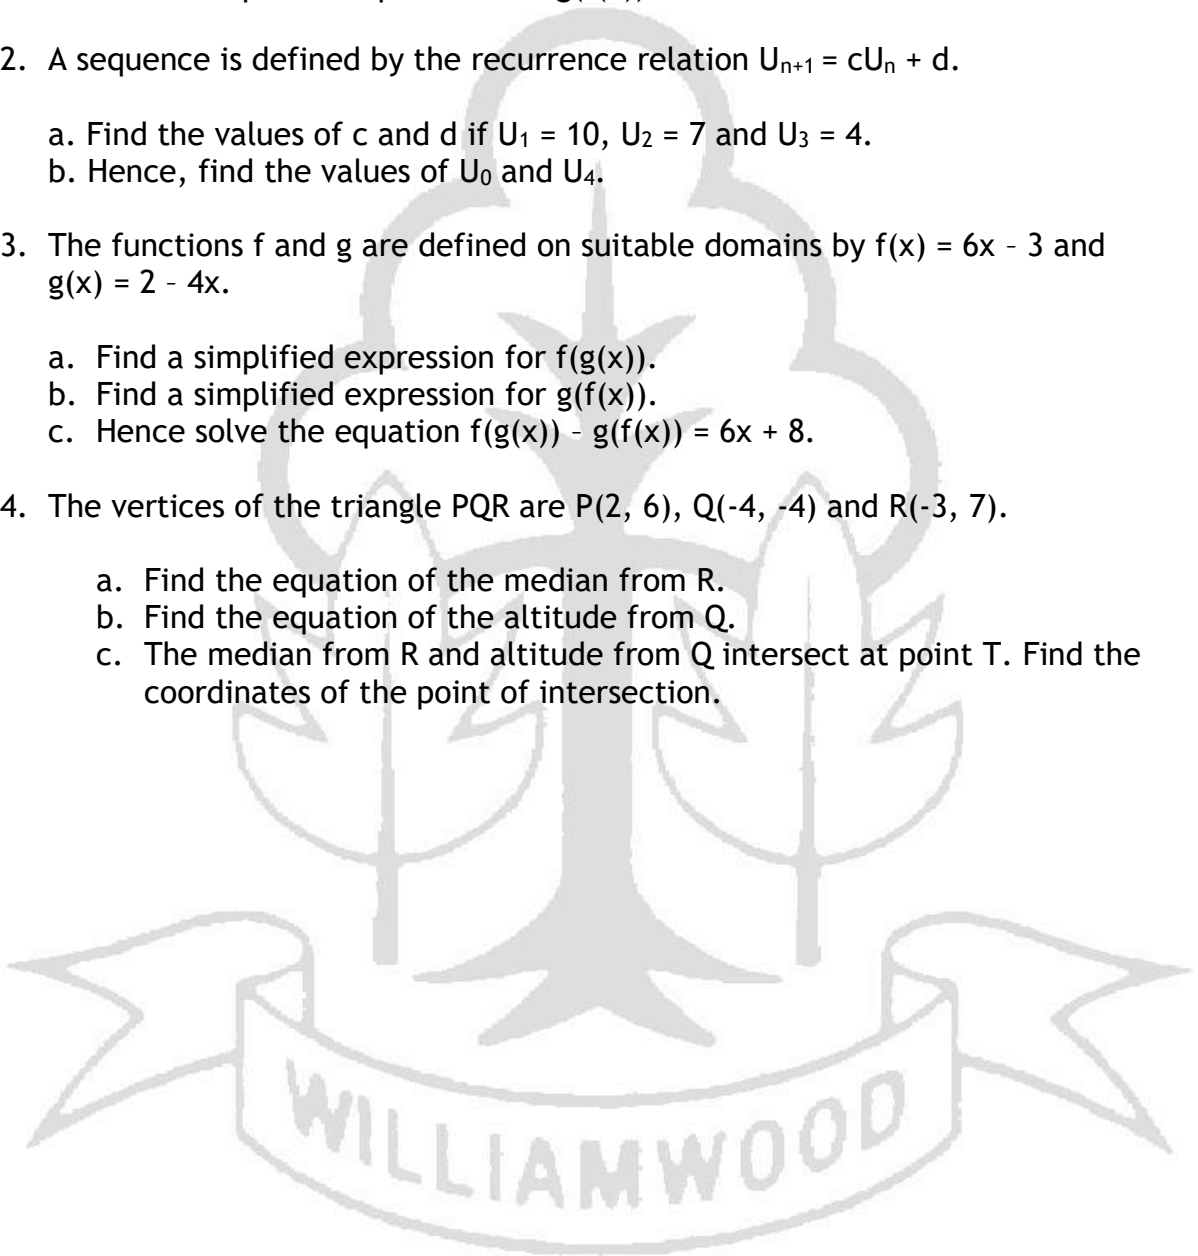 2. A sequence is defined by the recurrence relation Uₙ₊₁ = cUₙ + d.
a. Find the values of c and d if U₁ = 10, U₂ = 7 and U₃ = 4.
b. Hence, find the values of U₀ and U₄.
3. The functions f and g are defined on suitable domains by f(x) = 6x – 3 and
g(x) = 2 – 4x.
a. Find a simplified expression for f(g(x)).
b. Find a simplified expression for g(f(x)).
c. Hence solve the equation f(g(x)) – g(f(x)) = 6x + 8.
4. The vertices of the triangle PQR are P(2, 6), Q(-4, -4) and R(-3, 7).
a. Find the equation of the median from R.
b. Find the equation of the altitude from Q.
c. The median from R and altitude from Q intersect at point T. Find the
coordinates of the point of intersection.
WILLIAMWOOD